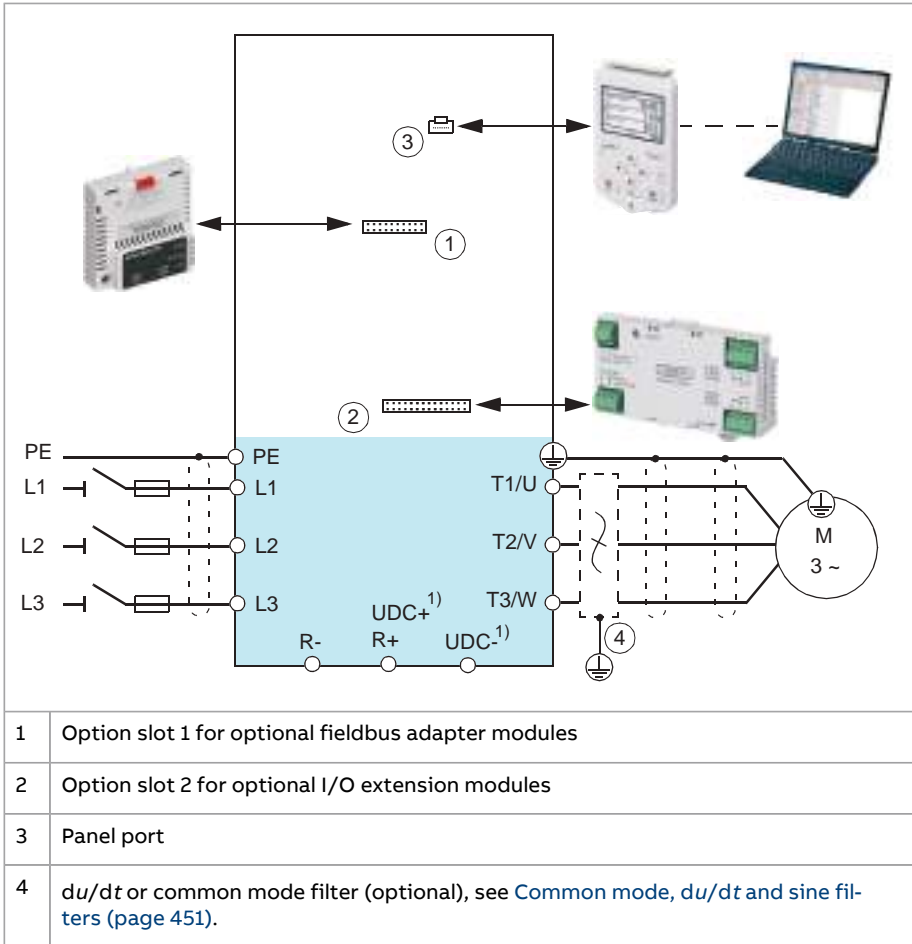 3
1
2
PE
PE
L1
L1
T1/U
L2
L2
T2/V
M
3 ~
L3
L3
T3/W
UDC+1)
R-
R+
UDC-1)
4
1 Option slot 1 for optional fieldbus adapter modules
2 Option slot 2 for optional I/O extension modules
3 Panel port
4 du/dt or common mode filter (optional), see Common mode, du/dt and sine fil-
ters (page 451).